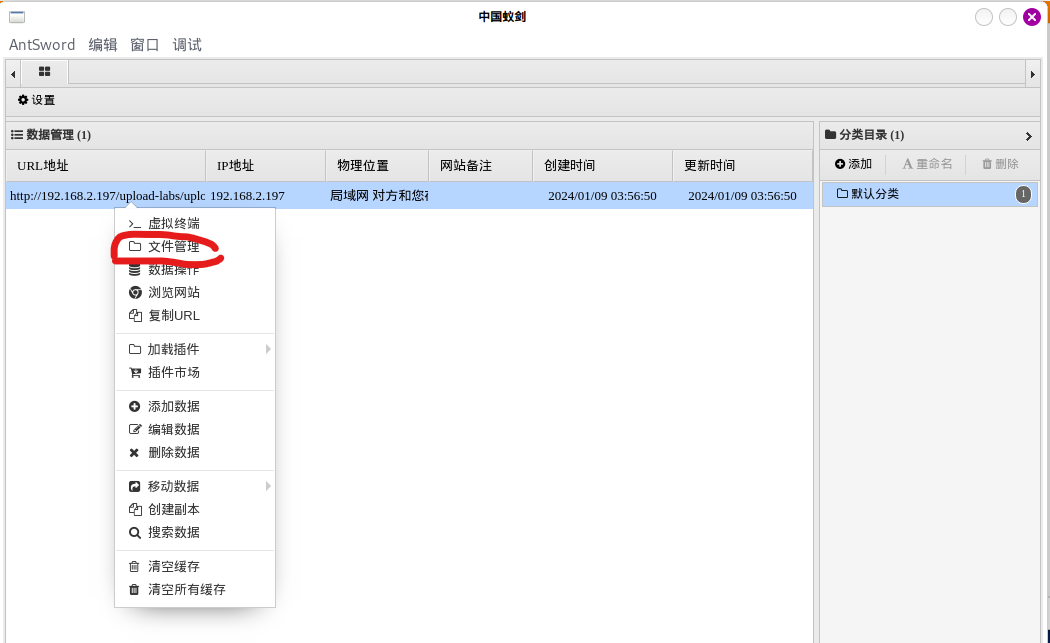 中国蚁剑
AntSword 编辑 窗口 调试
设置
数据管理 (1)
URL地址 IP地址 物理位置 网站备注 创建时间 更新时间
http://192.168.2.197/upload-labs/uplo 192.168.2.197 局域网 对方和您在 2024/01/09 03:56:50 2024/01/09 03:56:50
虚拟终端
文件管理
数据操作
浏览网站
复制URL
加载插件
插件市场
添加数据
编辑数据
删除数据
移动数据
创建副本
搜索数据
清空缓存
清空所有缓存
分类目录 (1)
添加 重命名 删除
默认分类 1